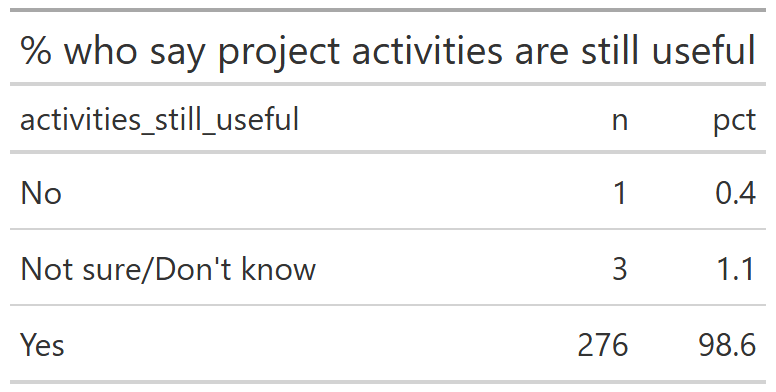 % who say project activities are still useful
activities_still_useful n pct
No 1 0.4
Not sure/Don't know 3 1.1
Yes 276 98.6